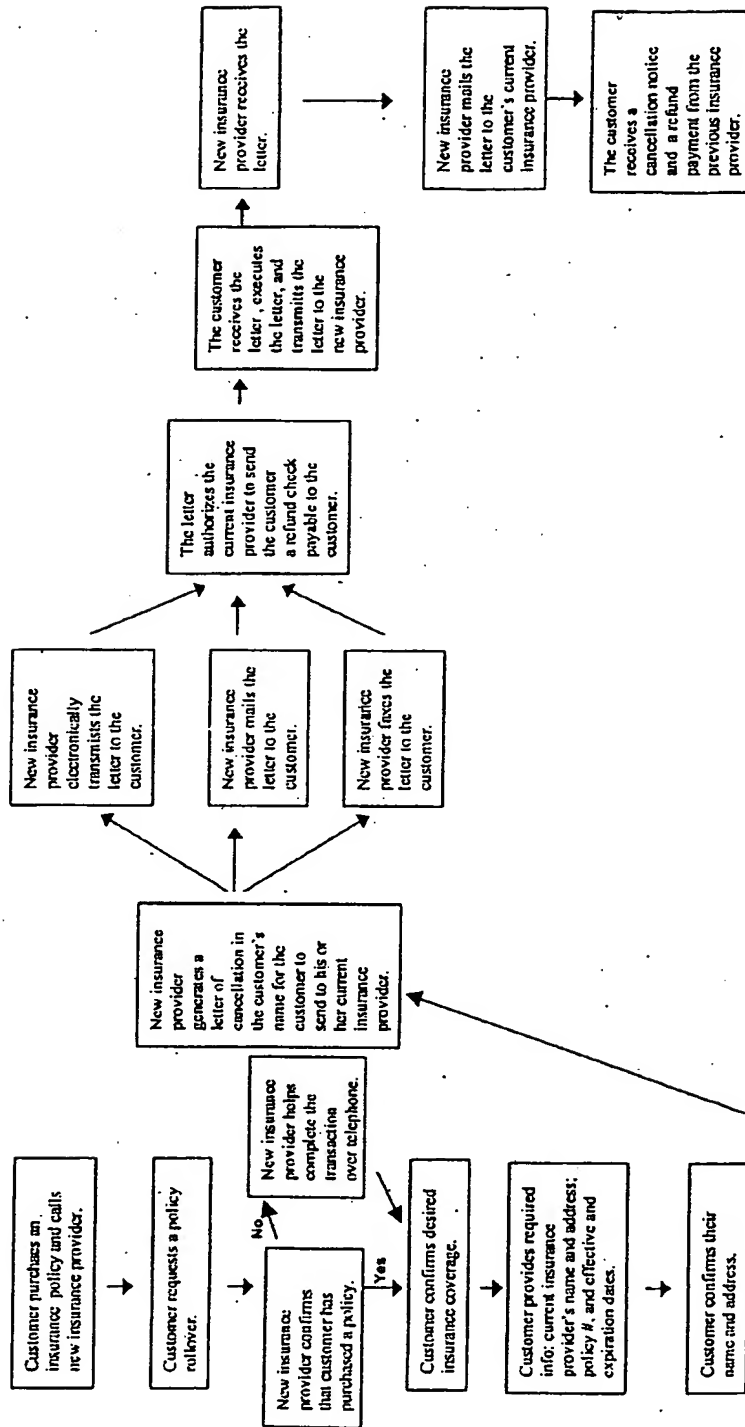 Customer purchaes an
insurance policy and calls
new insurance provider.
Customer requests a policy
rollover.
New insurance
provider confirms
that customer has
purchased a policy.
No
Yes
New insurance
provider helps
complete the
transaction
over telephone.
Customer confirms desired
insurance coverage.
Customer provides required
info: current insurance
provider's name and address;
policy #, and effective and
expiration dates.
Customer confirms their
name and address.
New insurance
provider
generates a
letter of
cancellation in
the customer's
name for the
customer to
send to his or
her current
insurance
provider.
New insurance
provider
electronically
transmists the
letter to the
customer.
New insurance
provider mails the
letter to the
customer.
New insurance
provider faxes the
letter to the
customer.
The letter
authorizes the
current insurance
provider to send
the customer
a refund check
payable to the
customer.
The customer
receives the
letter , executes
the letter, and
transmitts the
letter to the
new insurance
provider.
New insurance
provider receives the
letter.
New insurance
provider mails the
letter to the
customer's current
insurance provider.
The customer
receives a
cancellation notice
and a refund
payment from the
previous insurance
provider.